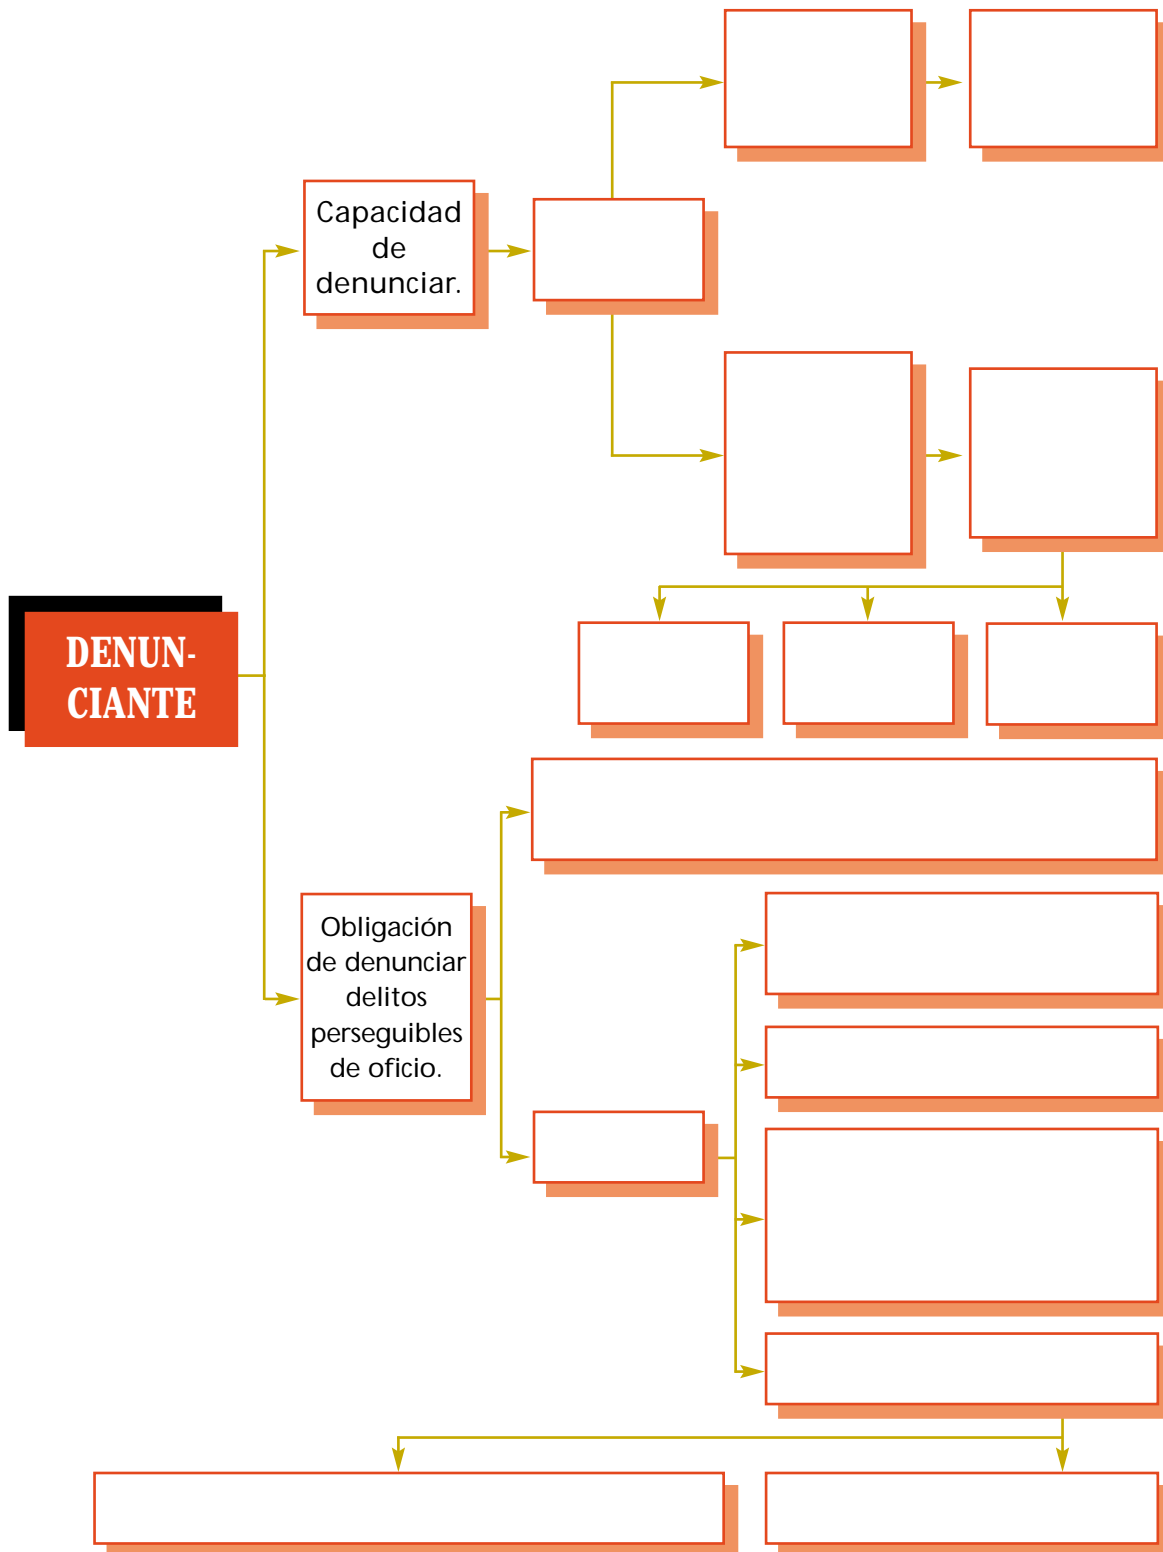 Capacidad
de
denunciar.
DENUN-
CIANTE
Obligación
de denunciar
delitos
perseguibles
de oficio.